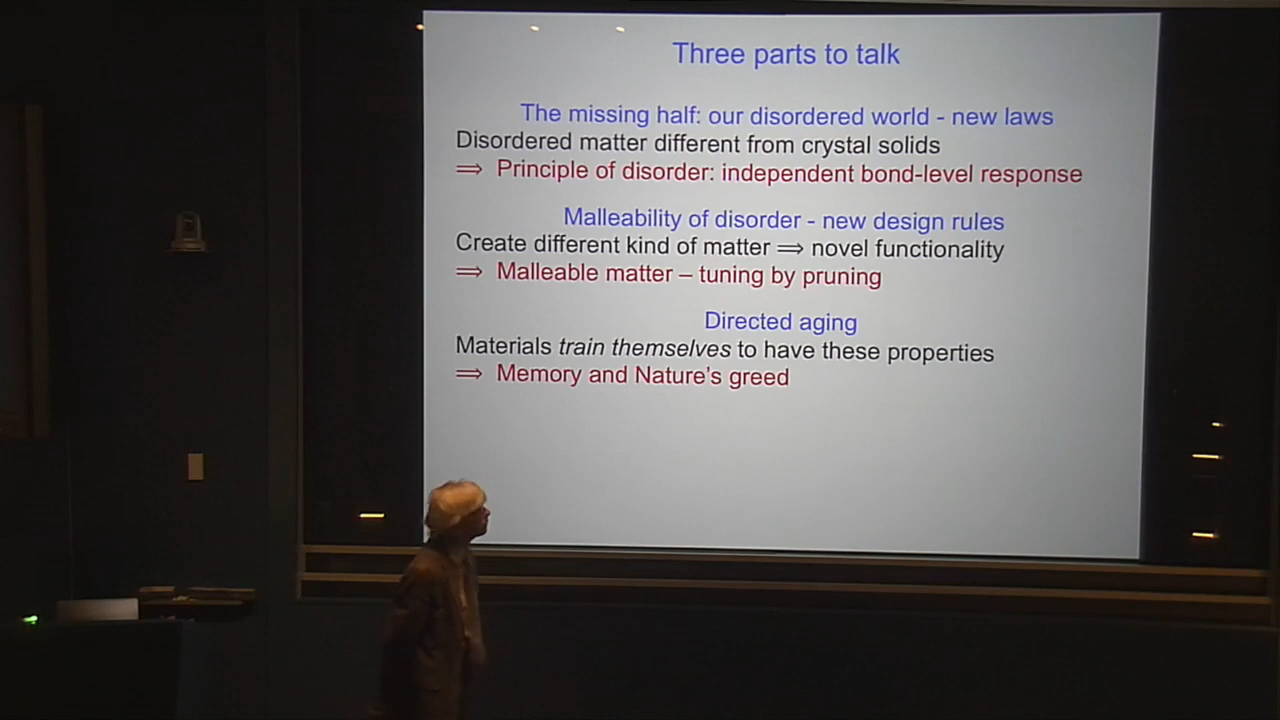 Three parts to talk
The missing half: our disordered world - new laws
Disordered matter different from crystal solids
⟹ Principle of disorder: independent bond-level response
Malleability of disorder - new design rules
Create different kind of matter ⟹ novel functionality
⟹ Malleable matter – tuning by pruning
Directed aging
Materials train themselves to have these properties
⟹ Memory and Nature's greed